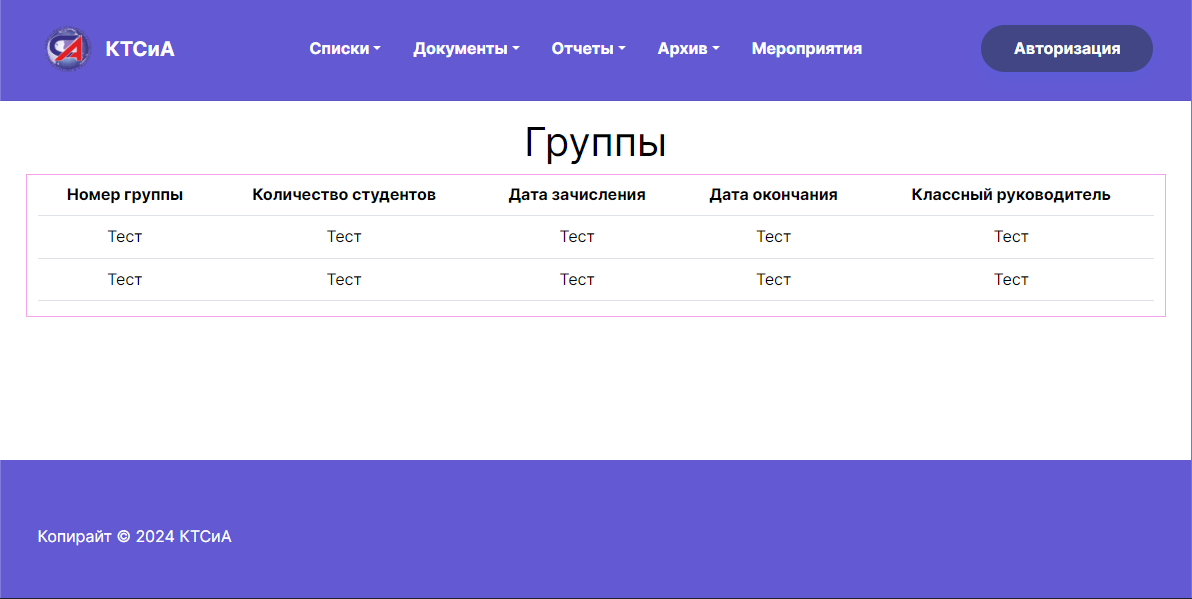 КТСиА Списки Документы Отчеты Архив Мероприятия Авторизация
Группы
Номер группы Количество студентов Дата зачисления Дата окончания Классный руководитель
Тест Тест Тест Тест Тест
Тест Тест Тест Тест Тест
Копирайт © 2024 КТСиА